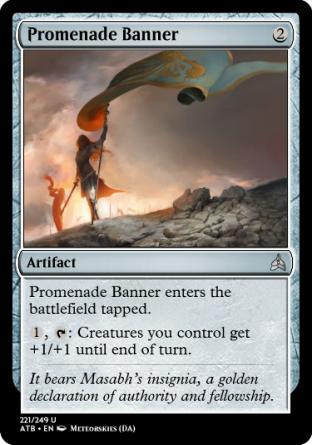 Promenade Banner 2
Artifact
Promenade Banner enters the
battlefield tapped.
1, T: Creatures you control get
+1/+1 until end of turn.
It bears Masabh's insignia, a golden
declaration of authority and fellowship.
221/249 U
ATB • EN Meteorskies (DA)